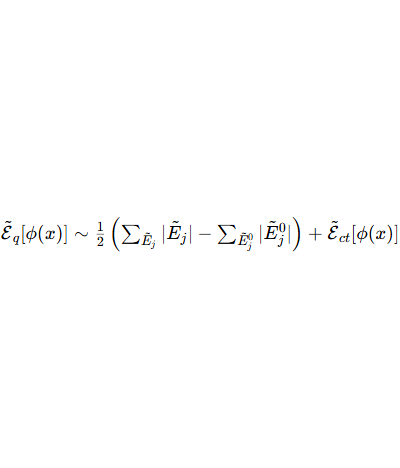 $\tilde{\mathcal{E}}_q[\phi(x)] \sim \frac{1}{2} \left( \sum_{\tilde{E}_j} |\tilde{E}_j| - \sum_{\tilde{E}_j^0} |\tilde{E}_j^0| \right) + \tilde{\mathcal{E}}_{ct}[\phi(x)]$